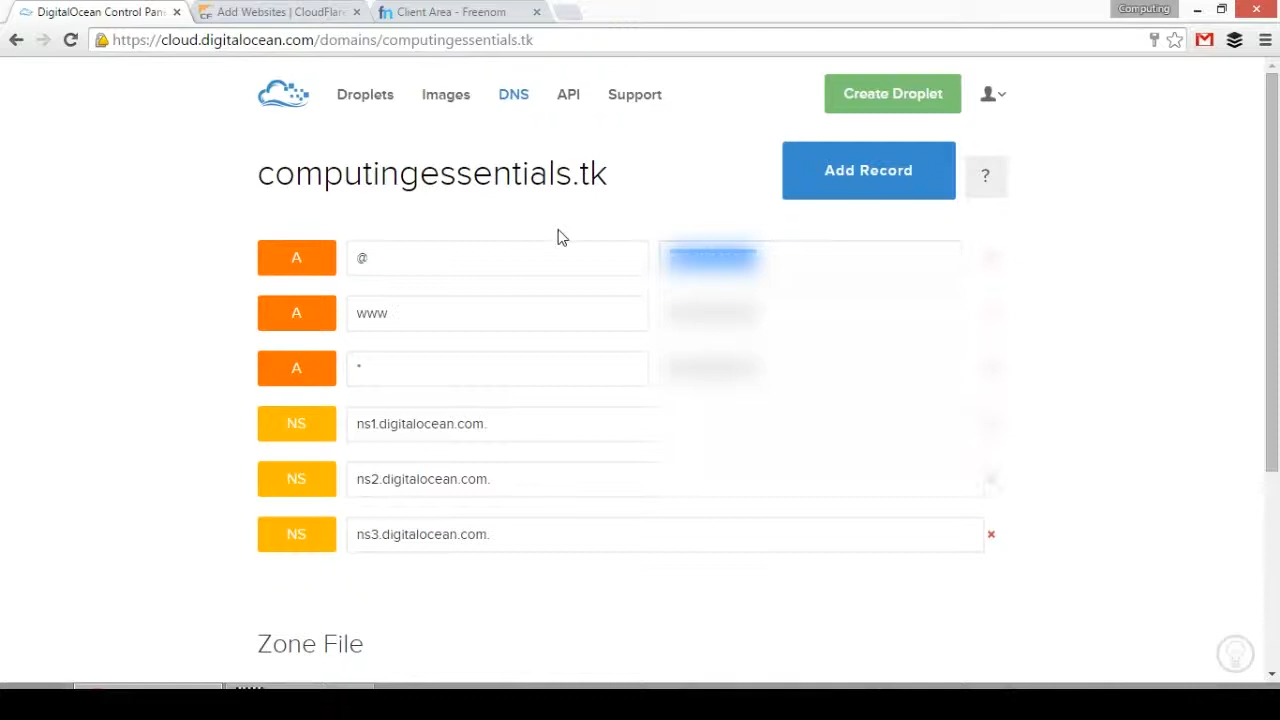 DigitalOcean Control Pan
Add Websites | CloudFlare
Client Area - Freenom
Computing
https://cloud.digitalocean.com/domains/computingessentials.tk
Droplets
Images
DNS
API
Support
Create Droplet
computingessentials.tk
Add Record
?
A
@
A
www
A
*
NS
ns1.digitalocean.com.
NS
ns2.digitalocean.com.
NS
ns3.digitalocean.com.
Zone File